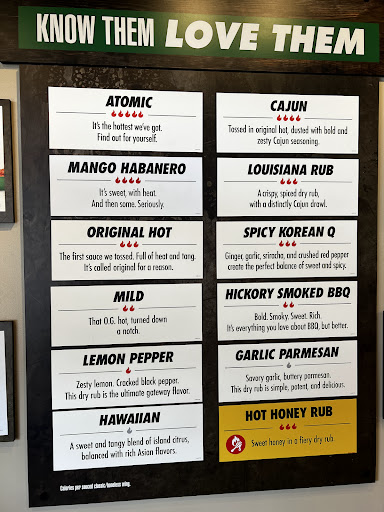 KNOW THEM LOVE THEM
ATOMIC
It's the hottest we've got.
Find out for yourself.
MANGO HABANERO
It's sweet, with heat.
And then some. Seriously.
ORIGINAL HOT
The first sauce we tossed. Full of heat and tang.
It's called original for a reason.
MILD
That O.G. hot, turned down
a notch.
LEMON PEPPER
Zesty lemon. Cracked black pepper.
This dry rub is the ultimate gateway flavor.
HAWAIIAN
A sweet and tangy blend of island citrus,
balanced with rich Asian flavors.
CAJUN
Tossed in original hot, dusted with bold and
zesty Cajun seasoning.
LOUISIANA RUB
A crispy, spiced dry rub,
with a distinctly Cajun drawl.
SPICY KOREAN Q
Ginger, garlic, sriracha, and crushed red pepper
create the perfect balance of sweet and spicy.
HICKORY SMOKED BBQ
Bold. Smoky. Sweet. Rich.
It's everything you love about BBQ, but better.
GARLIC PARMESAN
Savory garlic, buttery parmesan.
This dry rub is simple, potent, and delicious.
HOT HONEY RUB
Sweet honey in a fiery dry rub.
Calories per sauced classic/boneless wing.